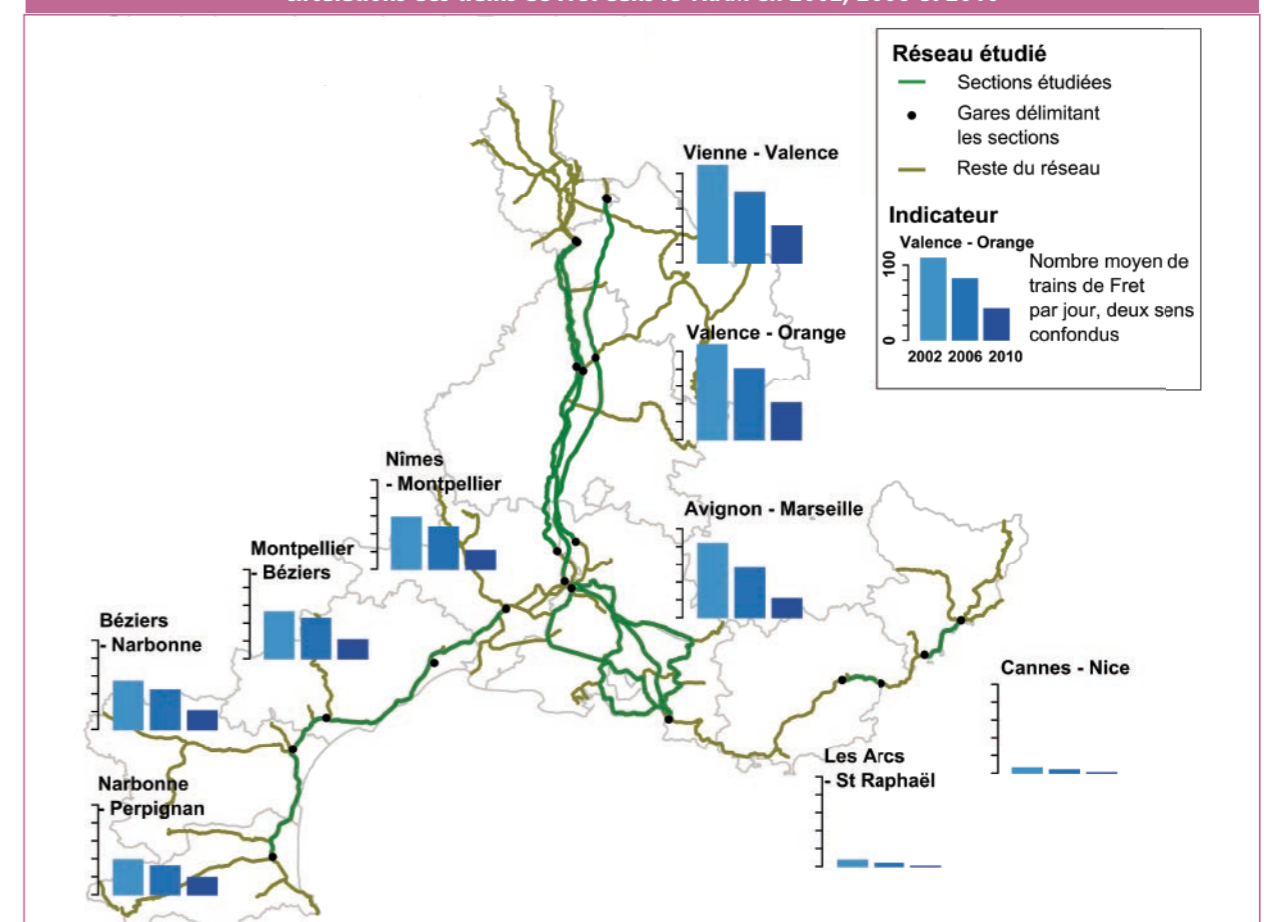 Réseau étudié
Sections étudiées
Gares délimitant
les sections
Reste du réseau
Indicateur
Valence - Orange
100
0
2002 2006 2010
Nombre moyen de
trains de Fret
par jour, deux sens
confondus
Vienne - Valence
Valence - Orange
Nîmes
- Montpellier
Avignon - Marseille
Montpellier
- Béziers
Béziers
- Narbonne
Cannes - Nice
Les Arcs
- St Raphaël
Narbonne
- Perpignan